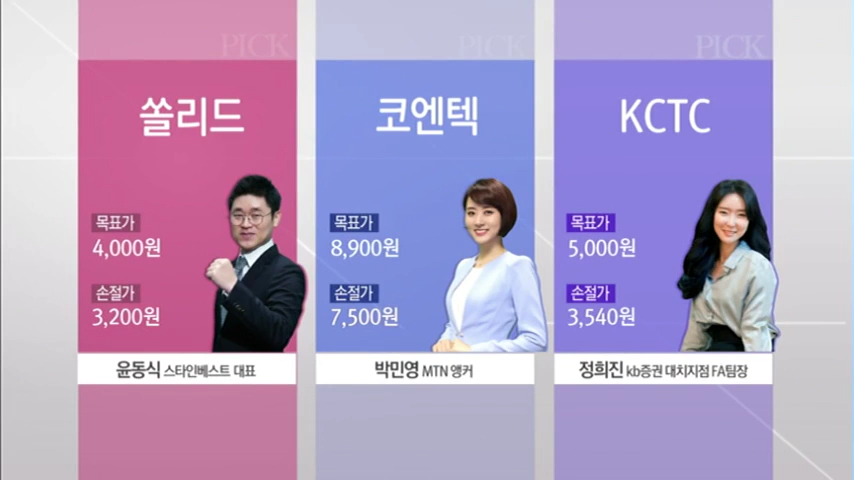 PICK
쏠리드
목표가
4,000원
손절가
3,200원
윤동식 스타인베스트 대표
PICK
코엔텍
목표가
8,900원
손절가
7,500원
박민영 MTN 앵커
PICK
KCTC
목표가
5,000원
손절가
3,540원
정희진 kb증권 대치지점 FA팀장